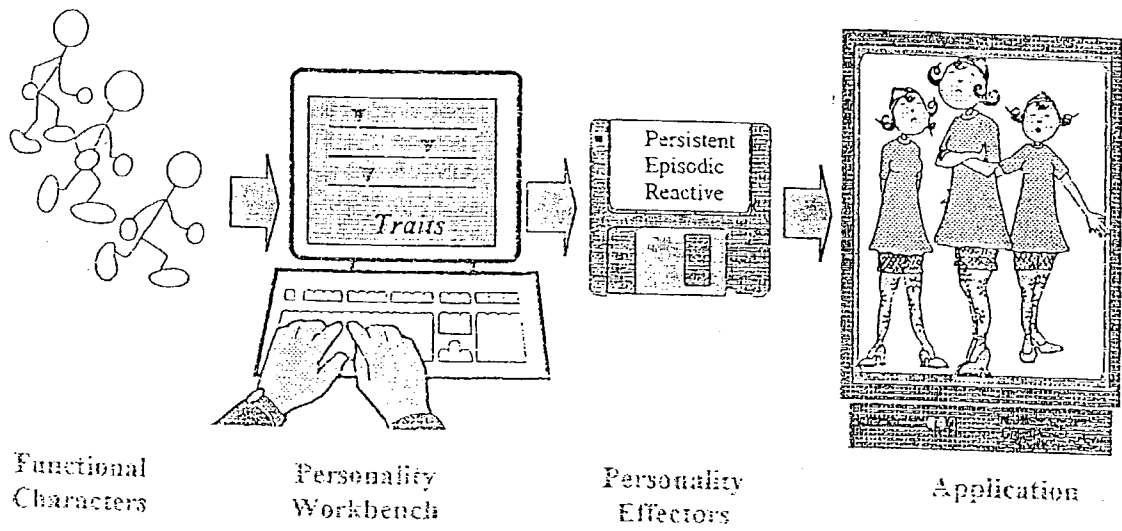 Traits
Persistent
Episodic
Reactive
Functional
Characters
Personality
Workbench
Personality
Effectors
Application